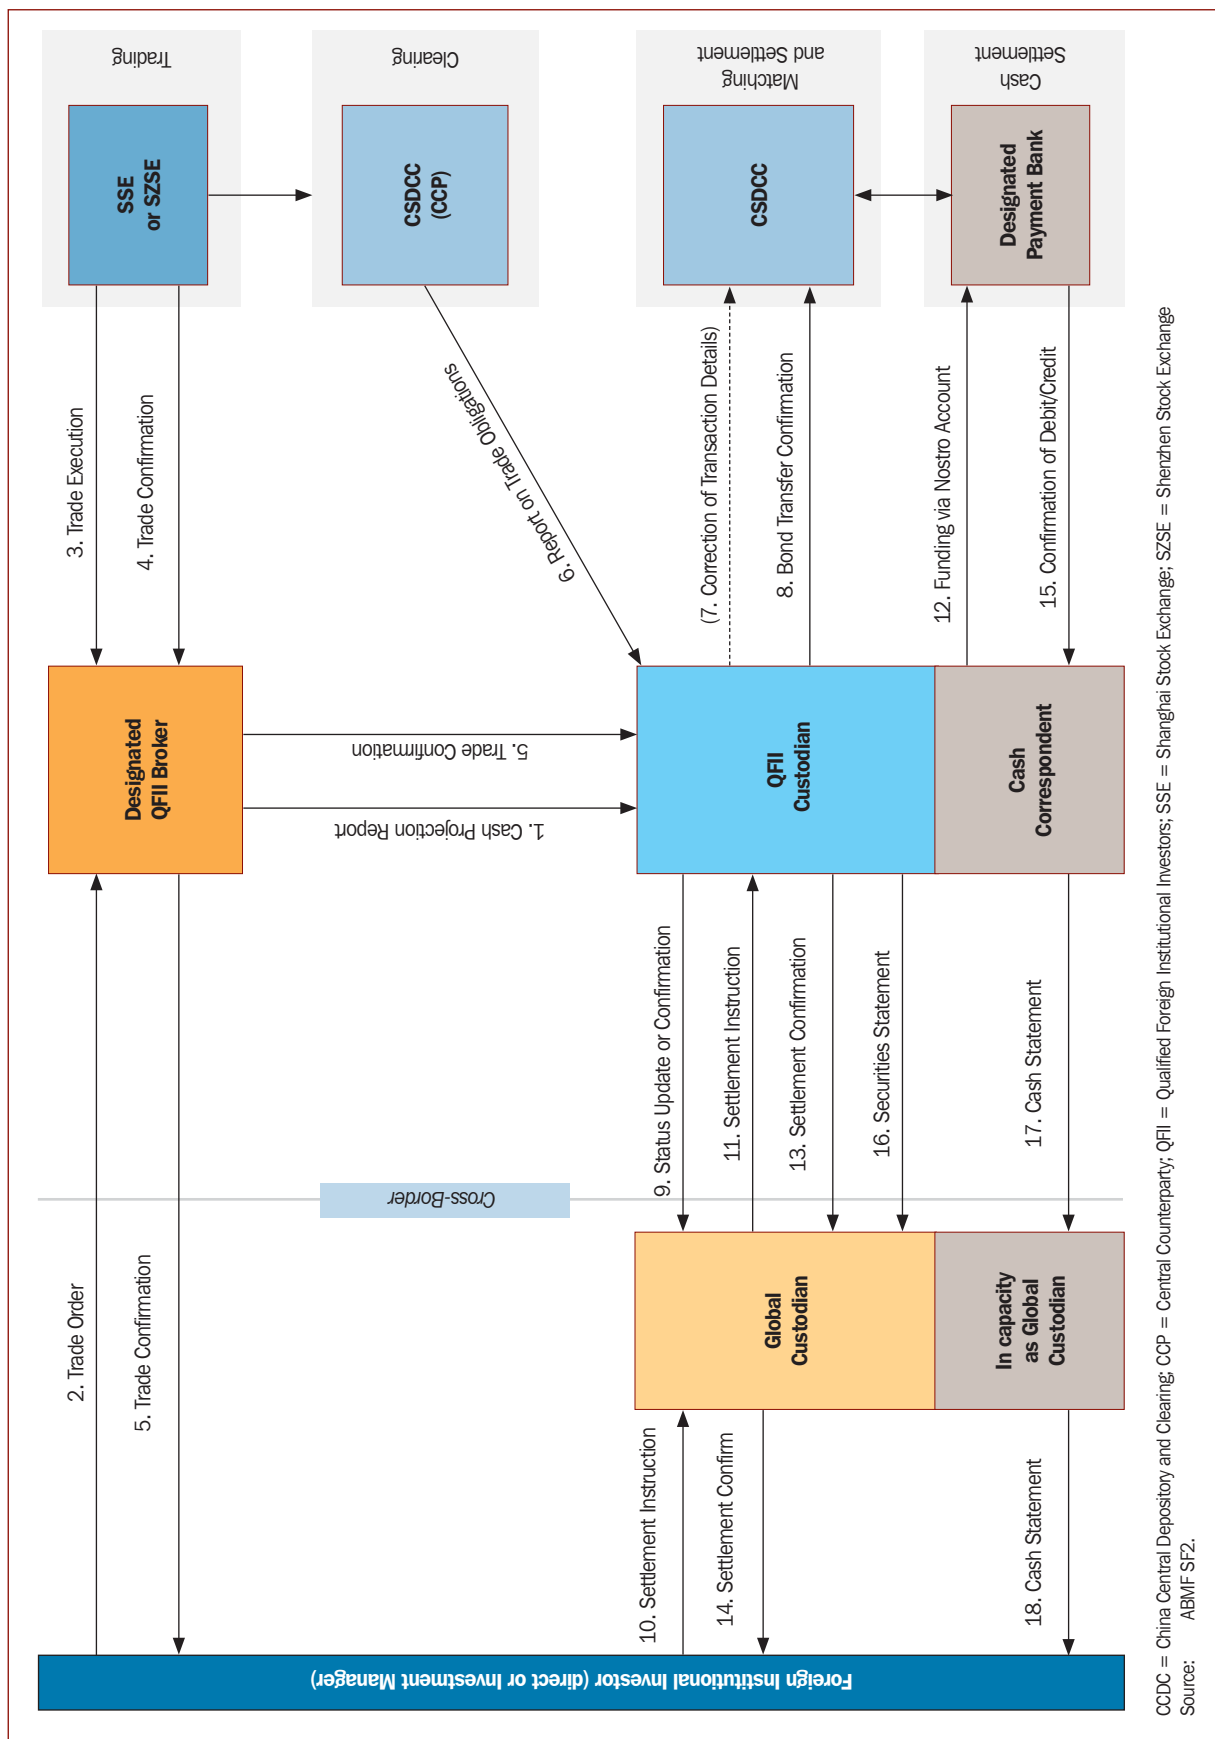 Trading
SSE
or SZSE
Clearing
CSDCC
(CCP)
Matching
and Settlement
CSDCC
Cash
Settlement
Designated
Payment Bank
3. Trade Execution
4. Trade Confirmation
6. Report on Trade Obligations
(7. Correction of Transaction Details)
8. Bond Transfer Confirmation
12. Funding via Nostro Account
15. Confirmation of Debit/Credit
Designated
QFII Broker
5. Trade Confirmation
1. Cash Projection Report
QFII
Custodian
Cash
Correspondent
9. Status Update or Confirmation
11. Settlement Instruction
13. Settlement Confirmation
16. Securities Statement
17. Cash Statement
Cross-Border
2. Trade Order
5. Trade Confirmation
Global
Custodian
In capacity
as Global
Custodian
10. Settlement Instruction
14. Settlement Confirm
18. Cash Statement
Foreign Institutional Investor (direct or Investment Manager)
CCDC = China Central Depository and Clearing; CCP = Central Counterparty; QFII = Qualified Foreign Institutional Investors; SSE = Shanghai Stock Exchange; SZSE = Shenzhen Stock Exchange
Source: ABMF SF2.